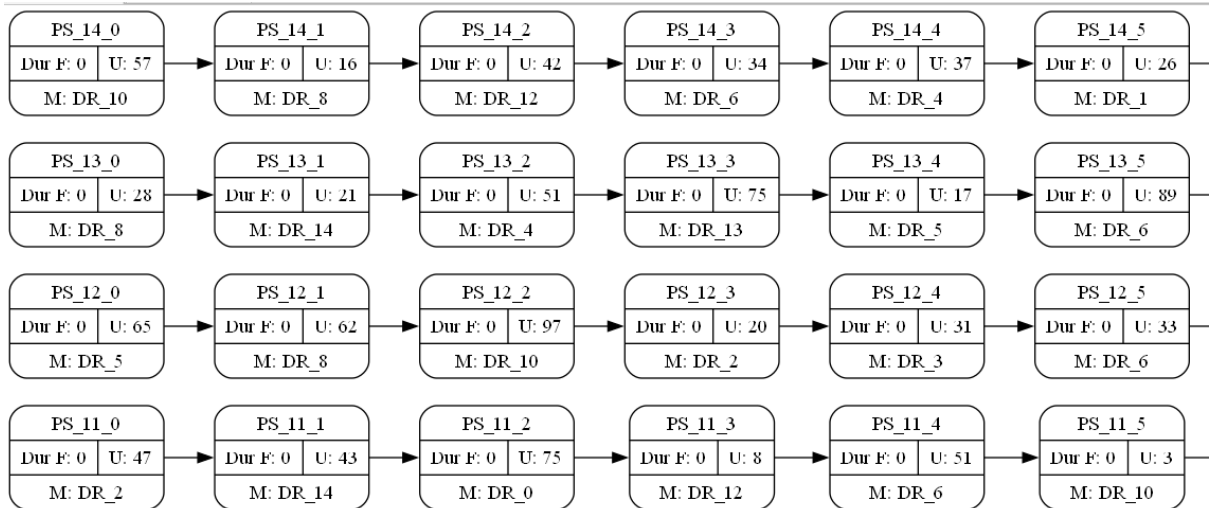 PS_14_0 PS_14_1 PS_14_2 PS_14_3 PS_14_4 PS_14_5
Dur F: 0 U: 57 Dur F: 0 U: 16 Dur F: 0 U: 42 Dur F: 0 U: 34 Dur F: 0 U: 37 Dur F: 0 U: 26
M: DR_10 M: DR_8 M: DR_12 M: DR_6 M: DR_4 M: DR_1
PS_13_0 PS_13_1 PS_13_2 PS_13_3 PS_13_4 PS_13_5
Dur F: 0 U: 28 Dur F: 0 U: 21 Dur F: 0 U: 51 Dur F: 0 U: 75 Dur F: 0 U: 17 Dur F: 0 U: 89
M: DR_8 M: DR_14 M: DR_4 M: DR_13 M: DR_5 M: DR_6
PS_12_0 PS_12_1 PS_12_2 PS_12_3 PS_12_4 PS_12_5
Dur F: 0 U: 65 Dur F: 0 U: 62 Dur F: 0 U: 97 Dur F: 0 U: 20 Dur F: 0 U: 31 Dur F: 0 U: 33
M: DR_5 M: DR_8 M: DR_10 M: DR_2 M: DR_3 M: DR_6
PS_11_0 PS_11_1 PS_11_2 PS_11_3 PS_11_4 PS_11_5
Dur F: 0 U: 47 Dur F: 0 U: 43 Dur F: 0 U: 75 Dur F: 0 U: 8 Dur F: 0 U: 51 Dur F: 0 U: 3
M: DR_2 M: DR_14 M: DR_0 M: DR_12 M: DR_6 M: DR_10